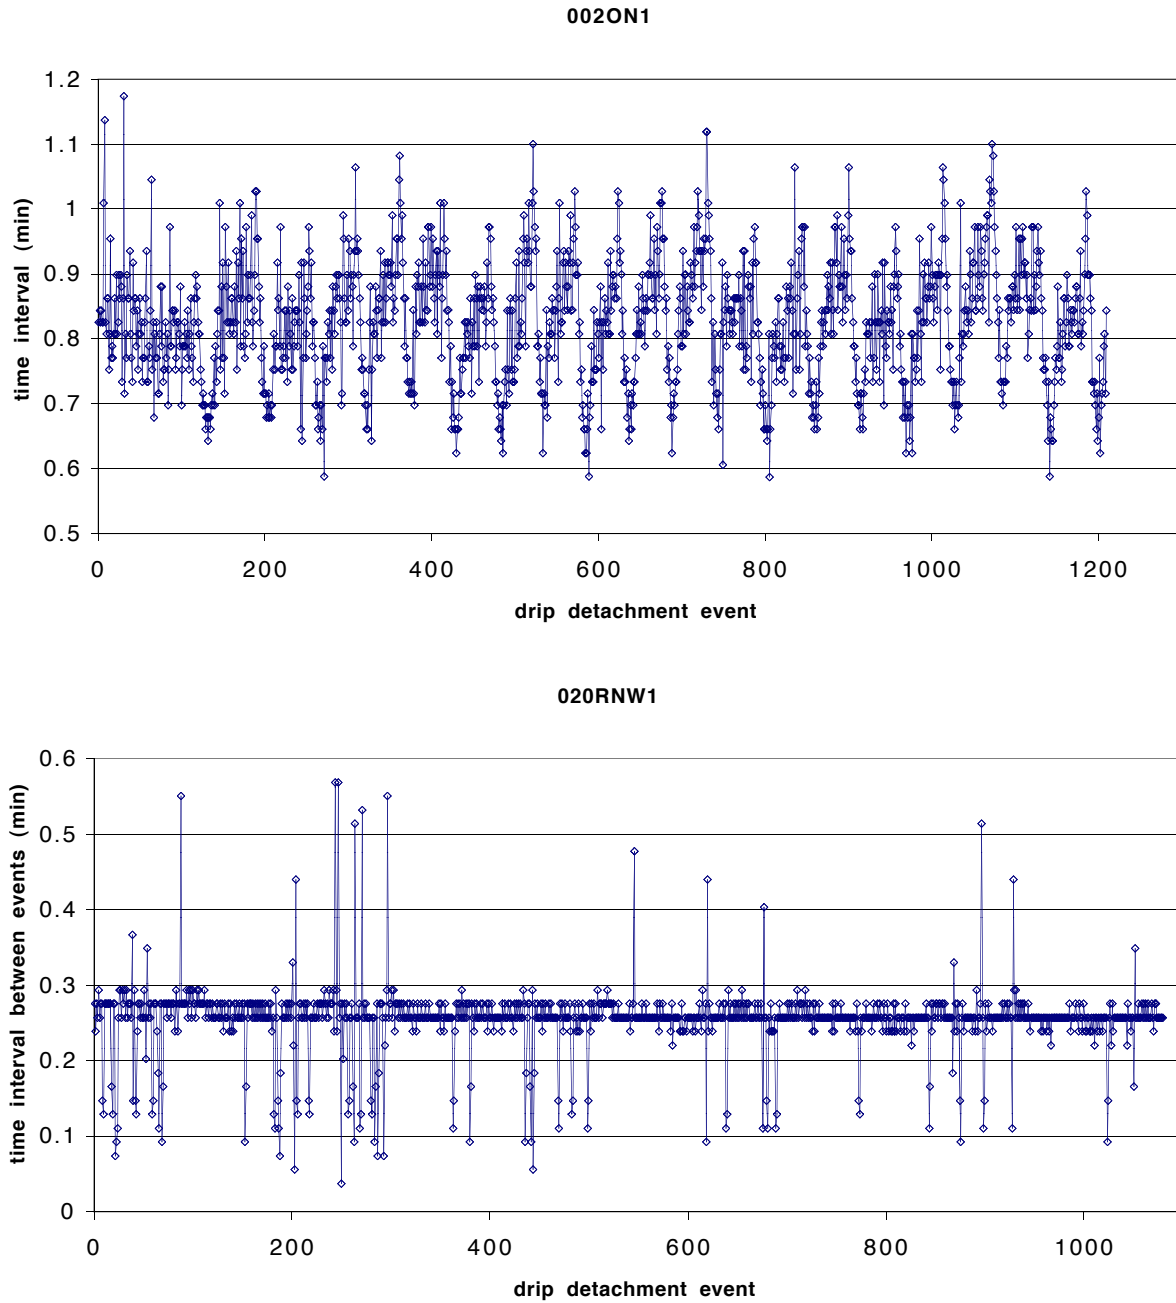 002ON1
time interval (min)
1.2
1.1
1
0.9
0.8
0.7
0.6
0.5
0 200 400 600 800 1000 1200
drip detachment event
020RNW1
time interval between events (min)
0.6
0.5
0.4
0.3
0.2
0.1
0
0 200 400 600 800 1000
drip detachment event